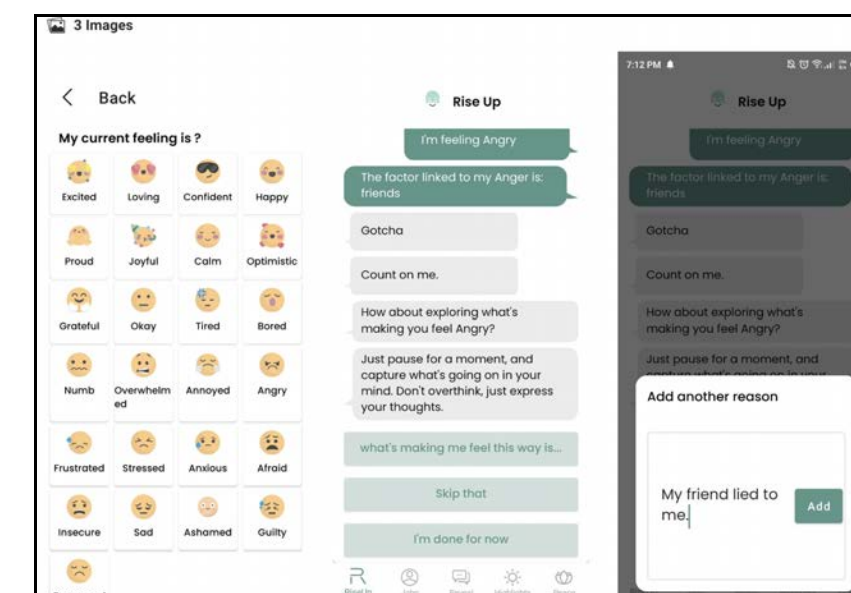 3 Images
Back
My current feeling is ?
Excited
Loving
Confident
Happy
Proud
Joyful
Calm
Optimistic
Grateful
Okay
Tired
Bored
Numb
Overwhelm
ed
Annoyed
Angry
Frustrated
Stressed
Anxious
Afraid
Insecure
Sad
Ashamed
Guilty
Rise Up
I'm feeling Angry
The factor linked to my Anger is:
friends
Gotcha
Count on me.
How about exploring what's
making you feel Angry?
Just pause for a moment, and
capture what's going on in your
mind. Don't overthink, just express
your thoughts.
what's making me feel this way is...
Skip that
I'm done for now
7:12 PM
Rise Up
I'm feeling Angry
The factor linked to my Anger is:
friends
Gotcha
Count on me.
How about exploring what's
making you feel Angry?
Just pause for a moment, and
capture what's going on in your
Add another reason
My friend lied to
me.
Add